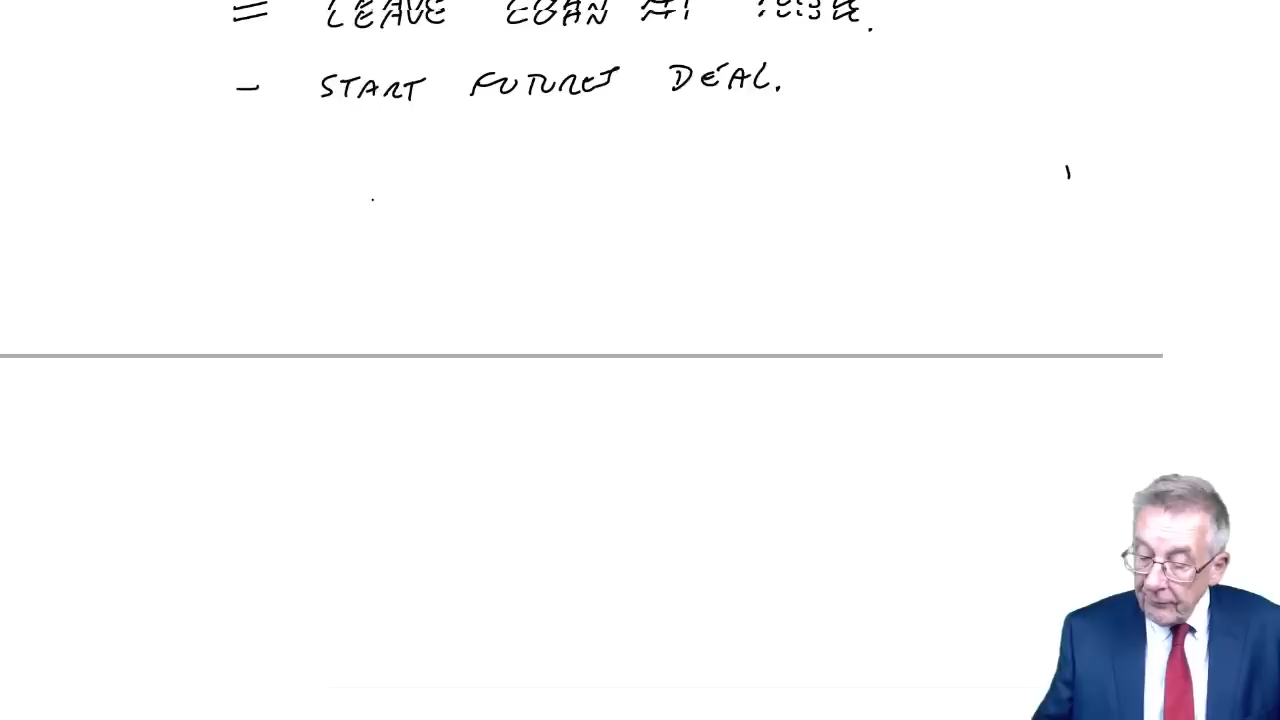 = LEAVE LOAN AT
- START FUTURES DEAL.